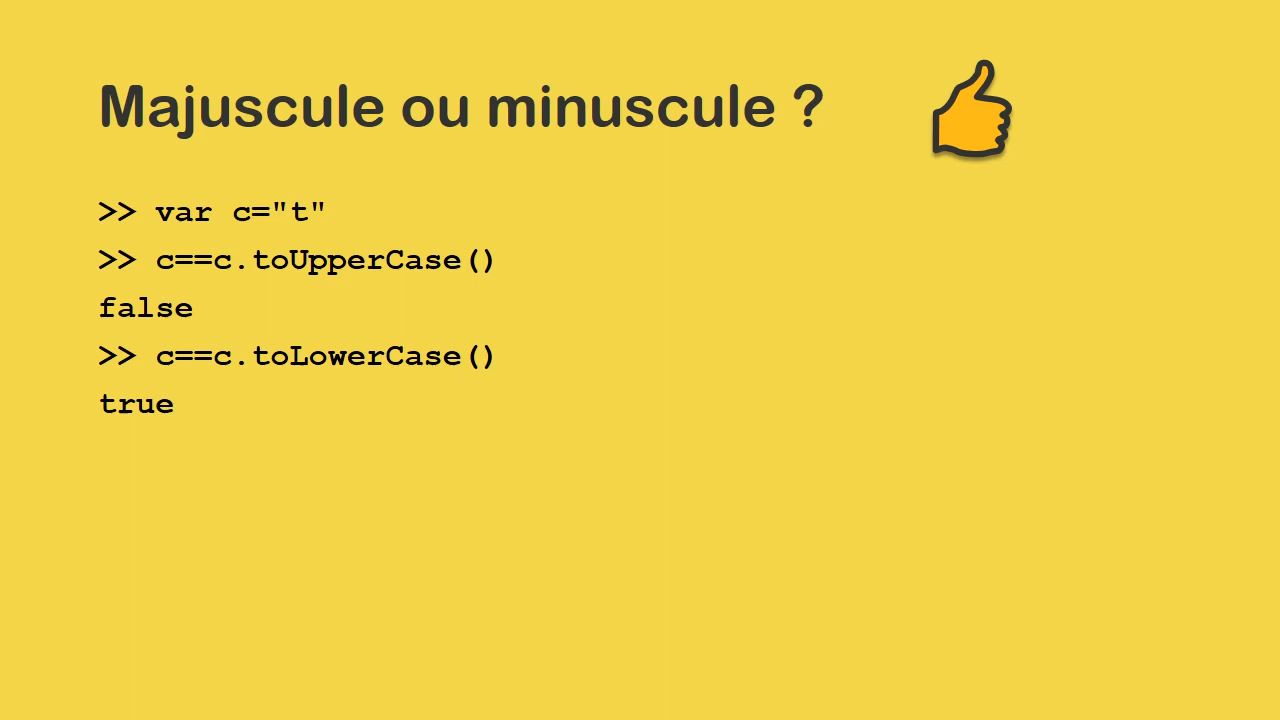 Majuscule ou minuscule ?
>> var c="t"
>> c==c.toUpperCase()
false
>> c==c.toLowerCase()
true